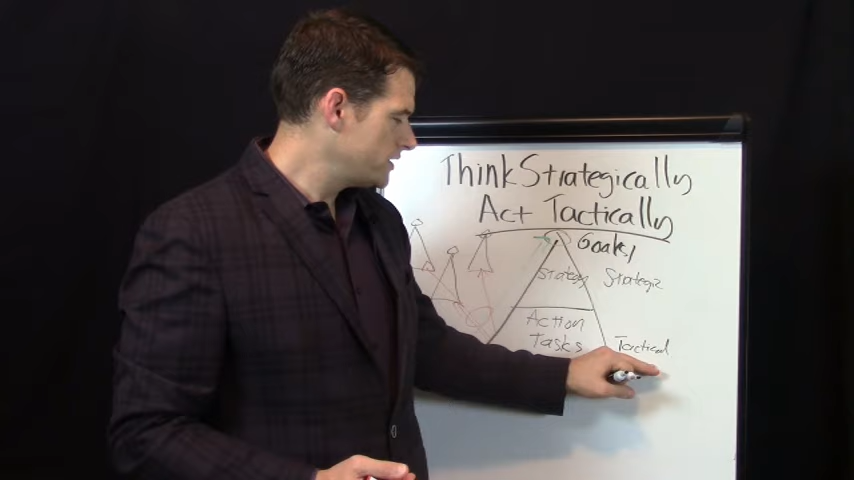 Think Strategically
Act Tactically
Goals/
Strategy Strategic
Action
Tasks Tactical